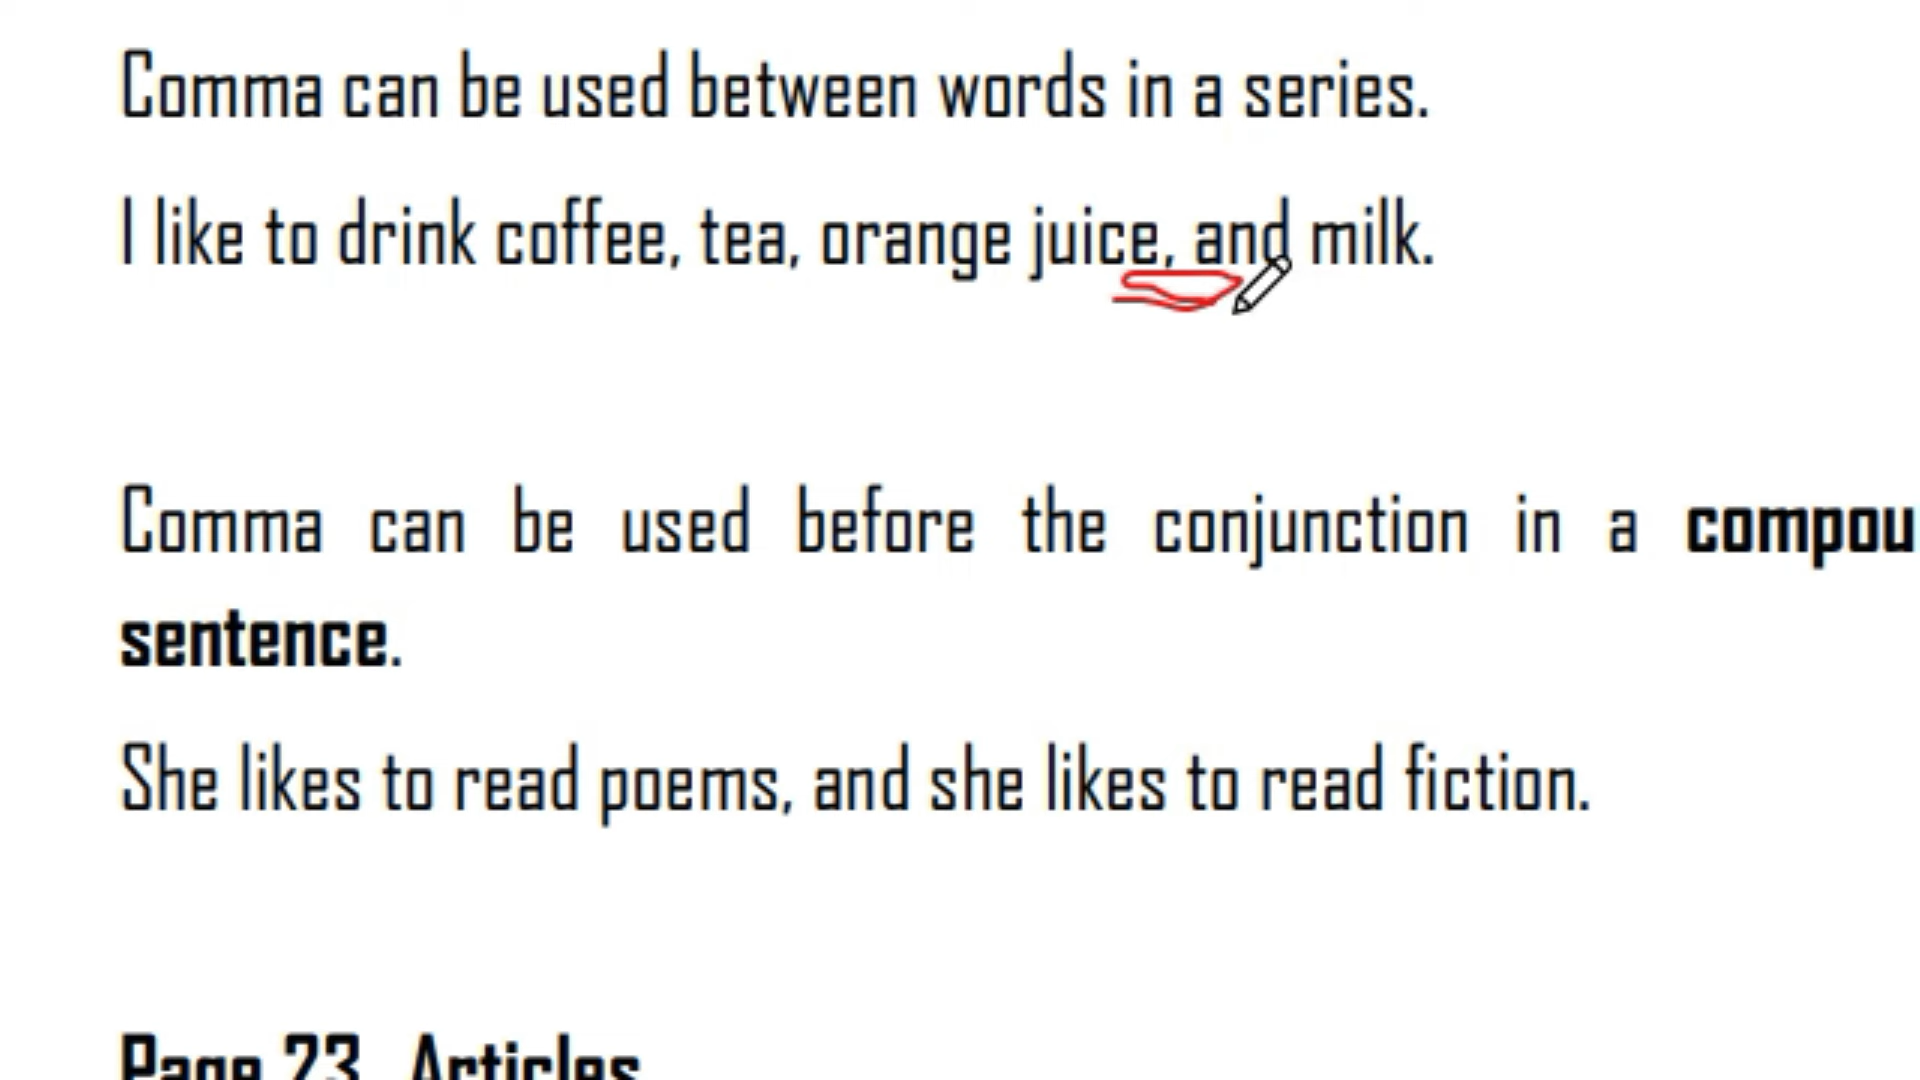 Comma can be used between words in a series.
I like to drink coffee, tea, orange juice, and milk.
Comma can be used before the conjunction in a compou
sentence.
She likes to read poems, and she likes to read fiction.
Page 23 Articles